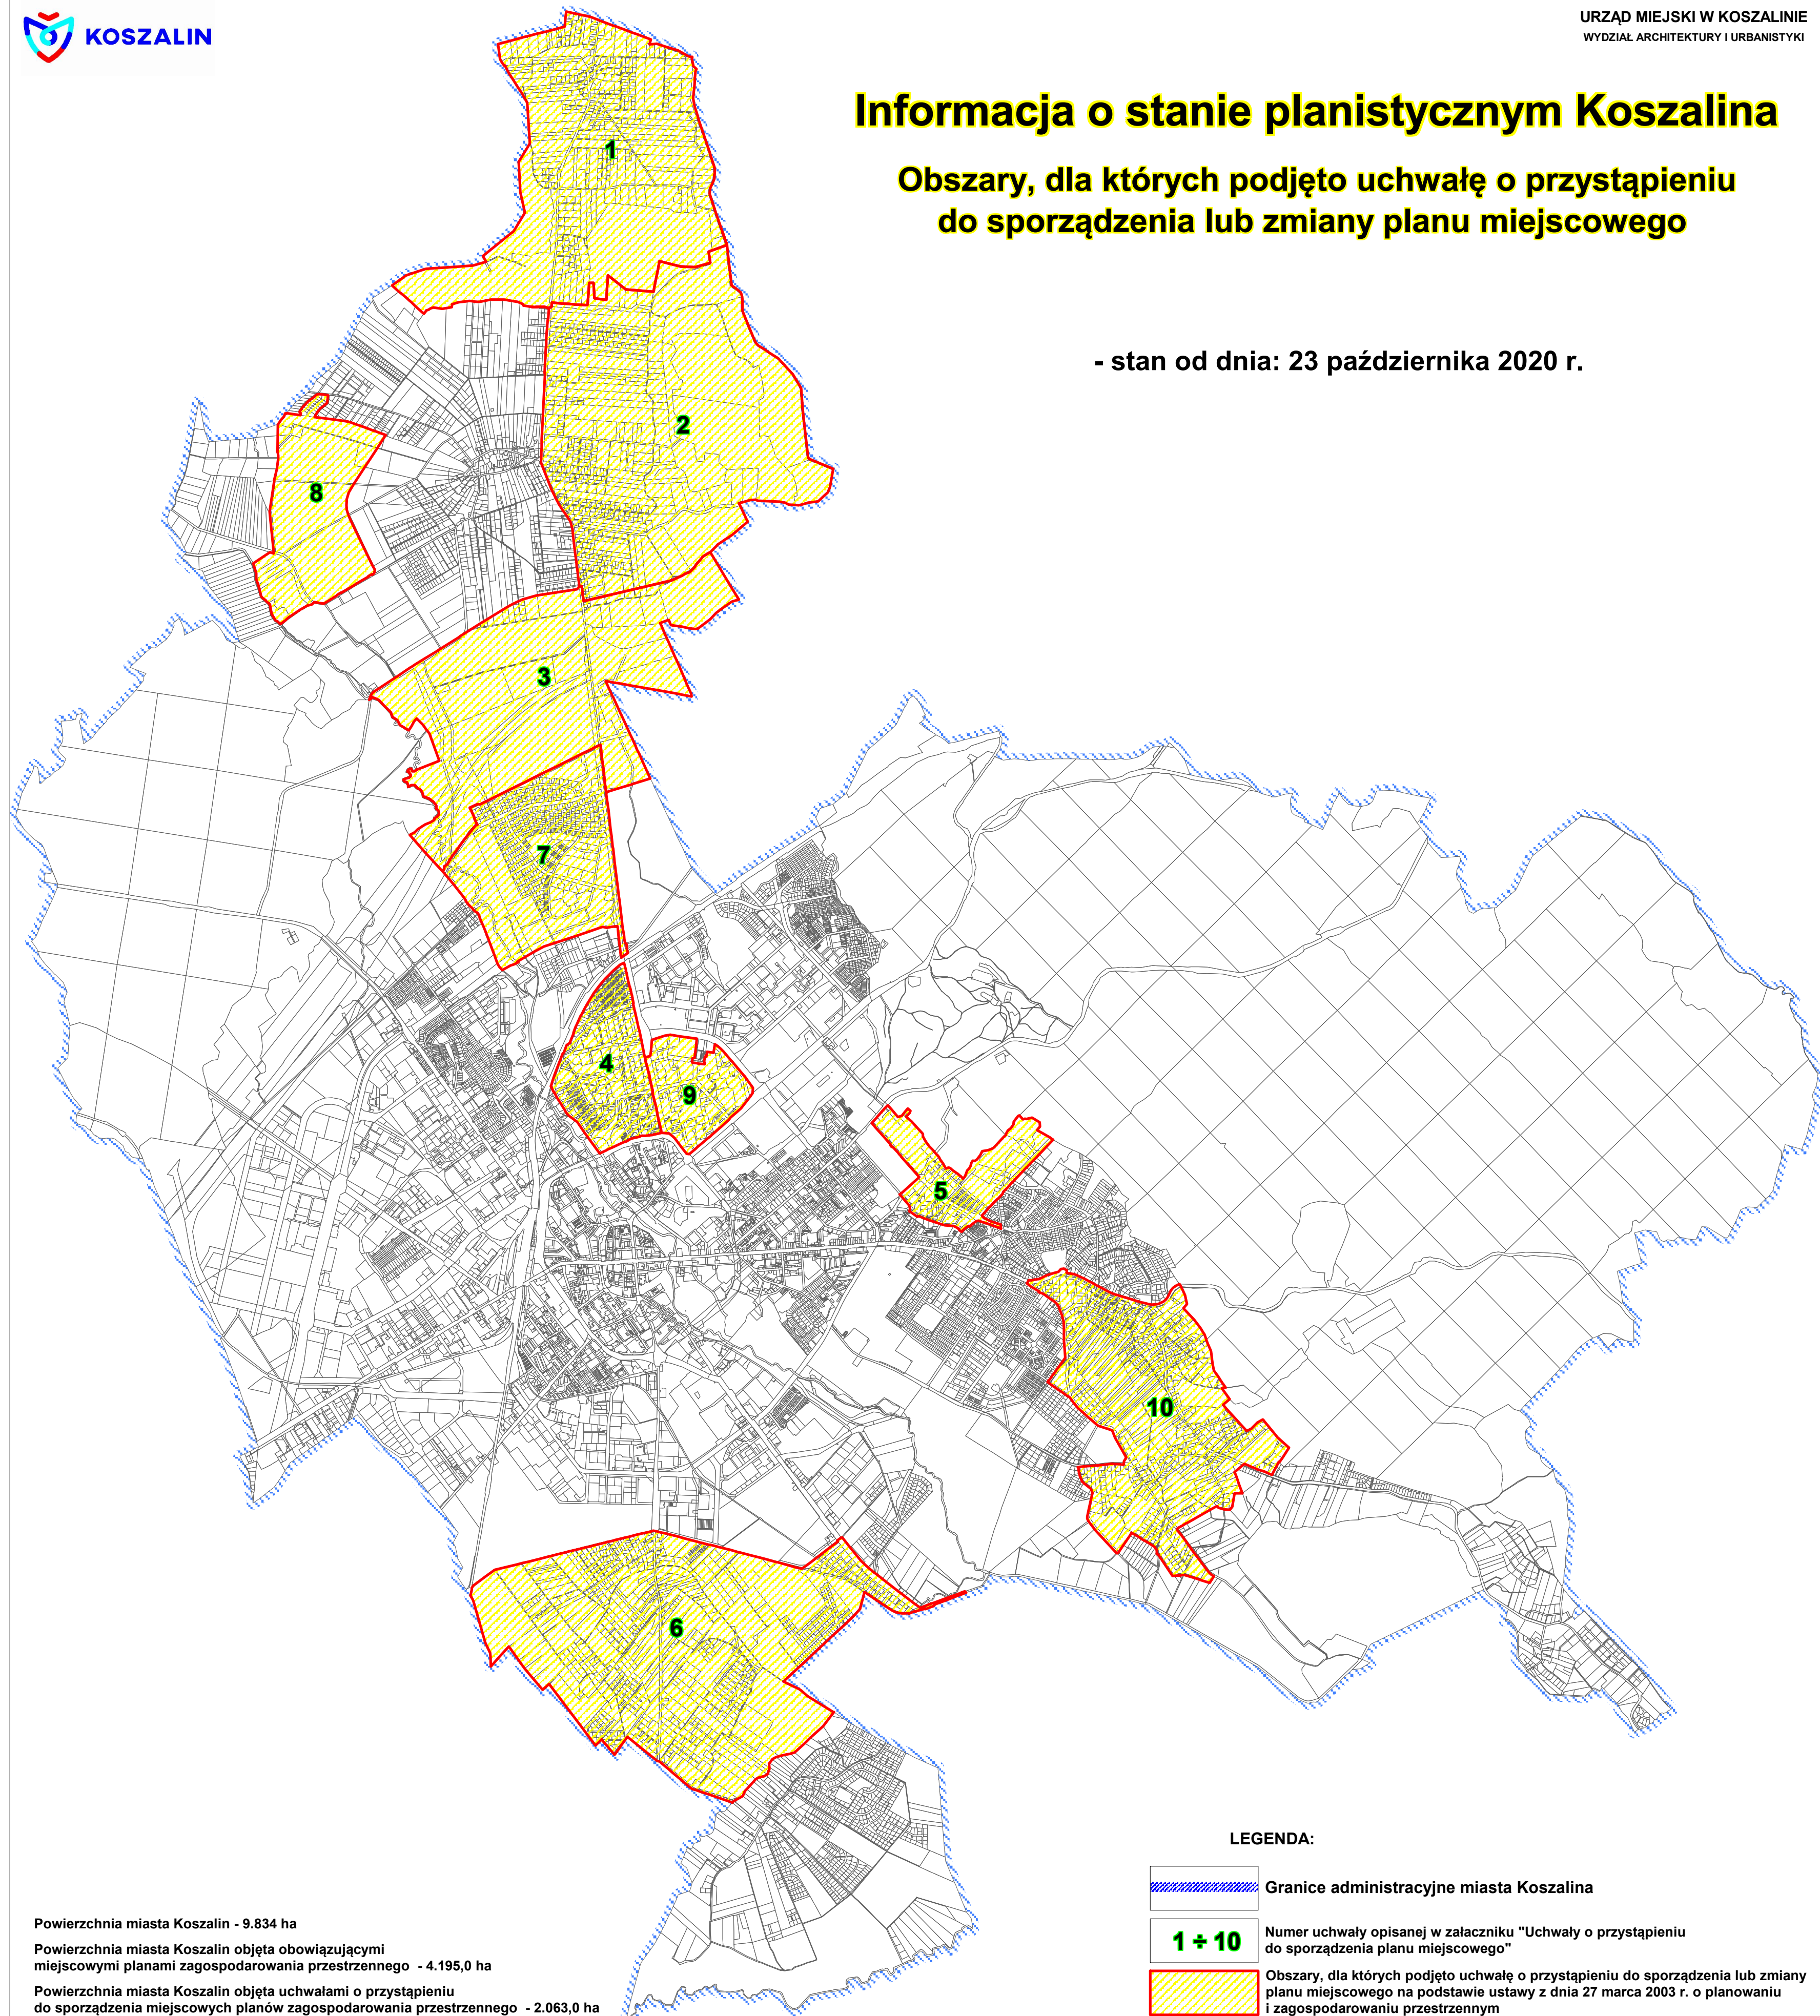 KOSZALIN
URZĄD MIEJSKI W KOSZALINIE
WYDZIAŁ ARCHITEKTURY I URBANISTYKI
Informacja o stanie planistycznym Koszalina
Obszary, dla których podjęto uchwałę o przystąpieniu
do sporządzenia lub zmiany planu miejscowego
- stan od dnia: 23 października 2020 r.
1
2
8
3
7
4
9
5
10
6
LEGENDA:
Granice administracyjne miasta Koszalina
1 ÷ 10
Numer uchwały opisanej w załaczniku "Uchwały o przystąpieniu
do sporządzenia planu miejscowego"
Obszary, dla których podjęto uchwałę o przystąpieniu do sporządzenia lub zmiany
planu miejscowego na podstawie ustawy z dnia 27 marca 2003 r. o planowaniu
i zagospodarowaniu przestrzennym
Powierzchnia miasta Koszalin - 9.834 ha
Powierzchnia miasta Koszalin objęta obowiązującymi
miejscowymi planami zagospodarowania przestrzennego - 4.195,0 ha
Powierzchnia miasta Koszalin objęta uchwałami o przystąpieniu
do sporządzenia miejscowych planów zagospodarowania przestrzennego - 2.063,0 ha